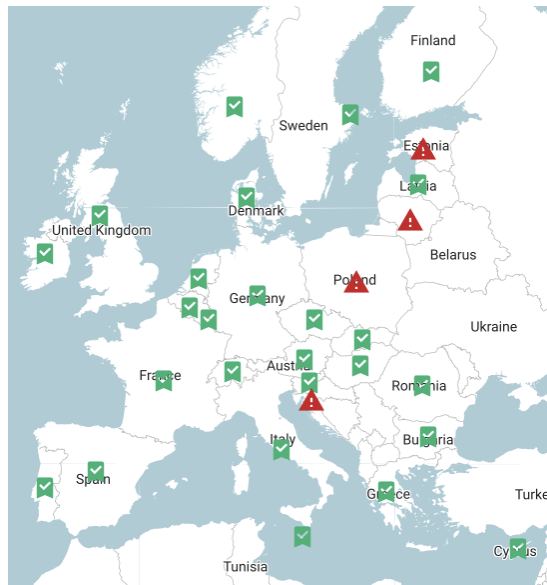 Finland
Sweden
Estonia
Latvia
Denmark
United Kingdom
Belarus
Poland
Germany
Ukraine
France
Austria
Romania
Italy
Bulgaria
Spain
Greece
Turke
Cyprus
Tunisia